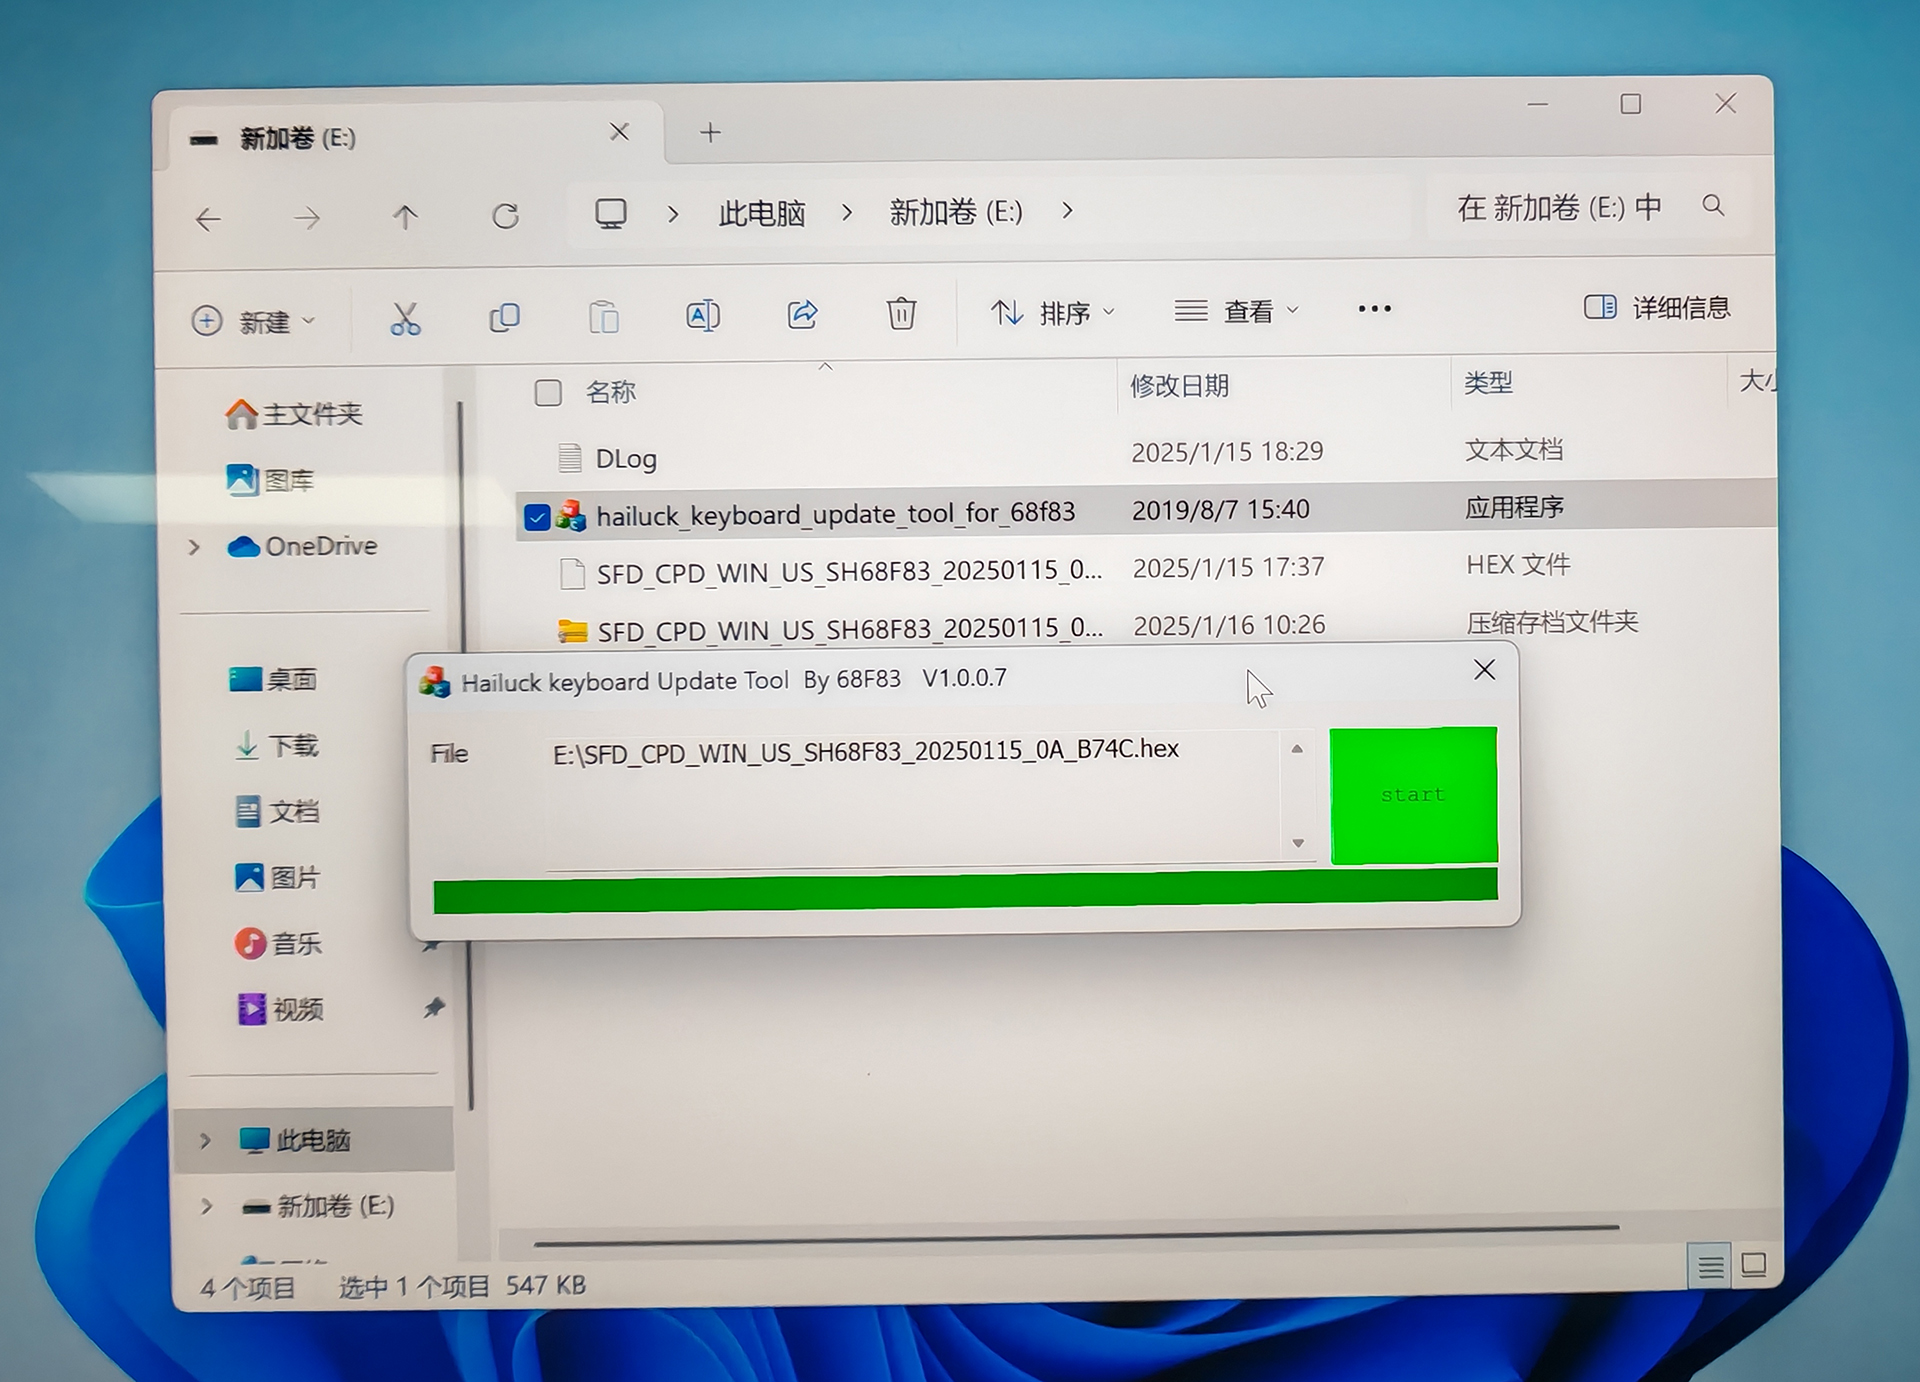 新加卷 (E:)
此电脑 新加卷 (E:)
在 新加卷 (E:) 中
新建
排序
查看
详细信息
名称
修改日期
类型
大小
主文件夹
图库
OneDrive
桌面
下载
文档
图片
音乐
视频
此电脑
新加卷 (E:)
DLog 2025/1/15 18:29 文本文档
hailuck_keyboard_update_tool_for_68f83 2019/8/7 15:40 应用程序
SFD_CPD_WIN_US_SH68F83_20250115_0... 2025/1/15 17:37 HEX 文件
SFD_CPD_WIN_US_SH68F83_20250115_0... 2025/1/16 10:26 压缩存档文件夹
Hailuck keyboard Update Tool By 68F83 V1.0.0.7
File
E:\SFD_CPD_WIN_US_SH68F83_20250115_0A_B74C.hex
start
4 个项目 选中 1 个项目 547 KB